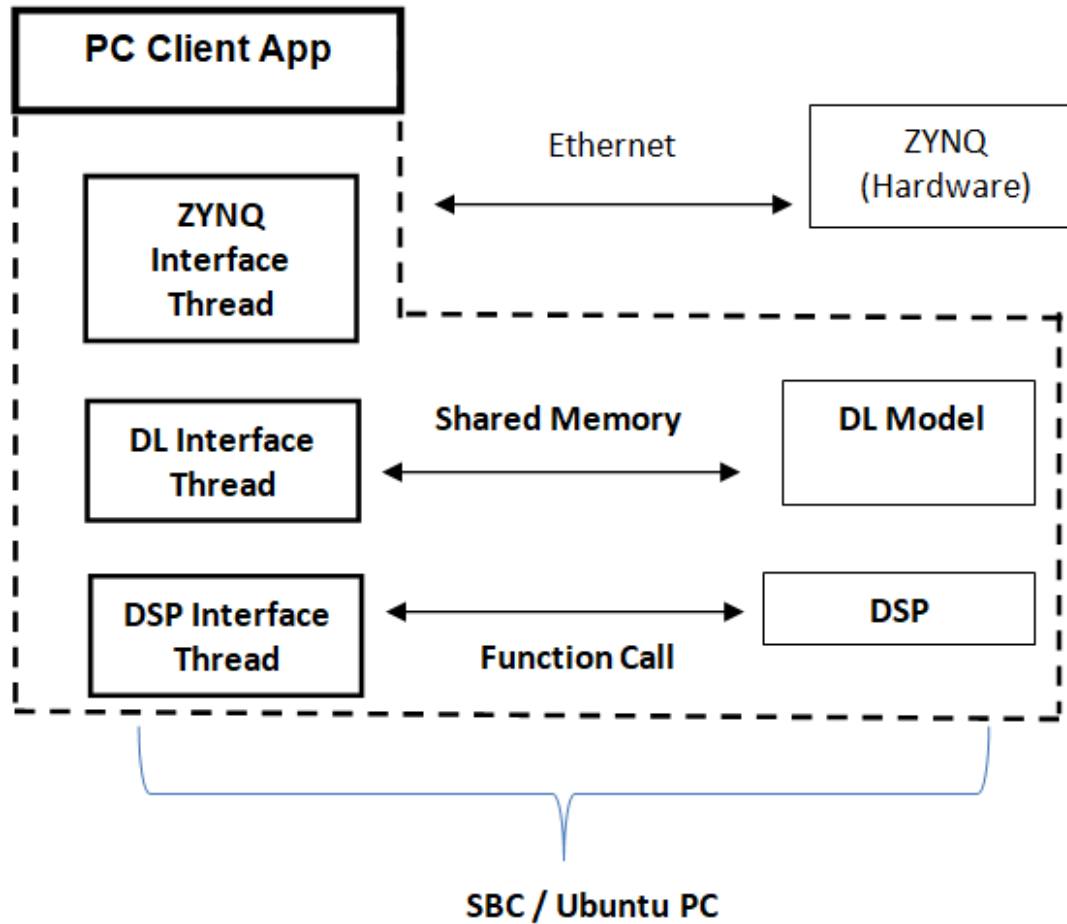 PC Client App
Ethernet
ZYNQ
(Hardware)
ZYNQ
Interface
Thread
DL Interface
Thread
Shared Memory
DL Model
DSP Interface
Thread
Function Call
DSP
SBC / Ubuntu PC